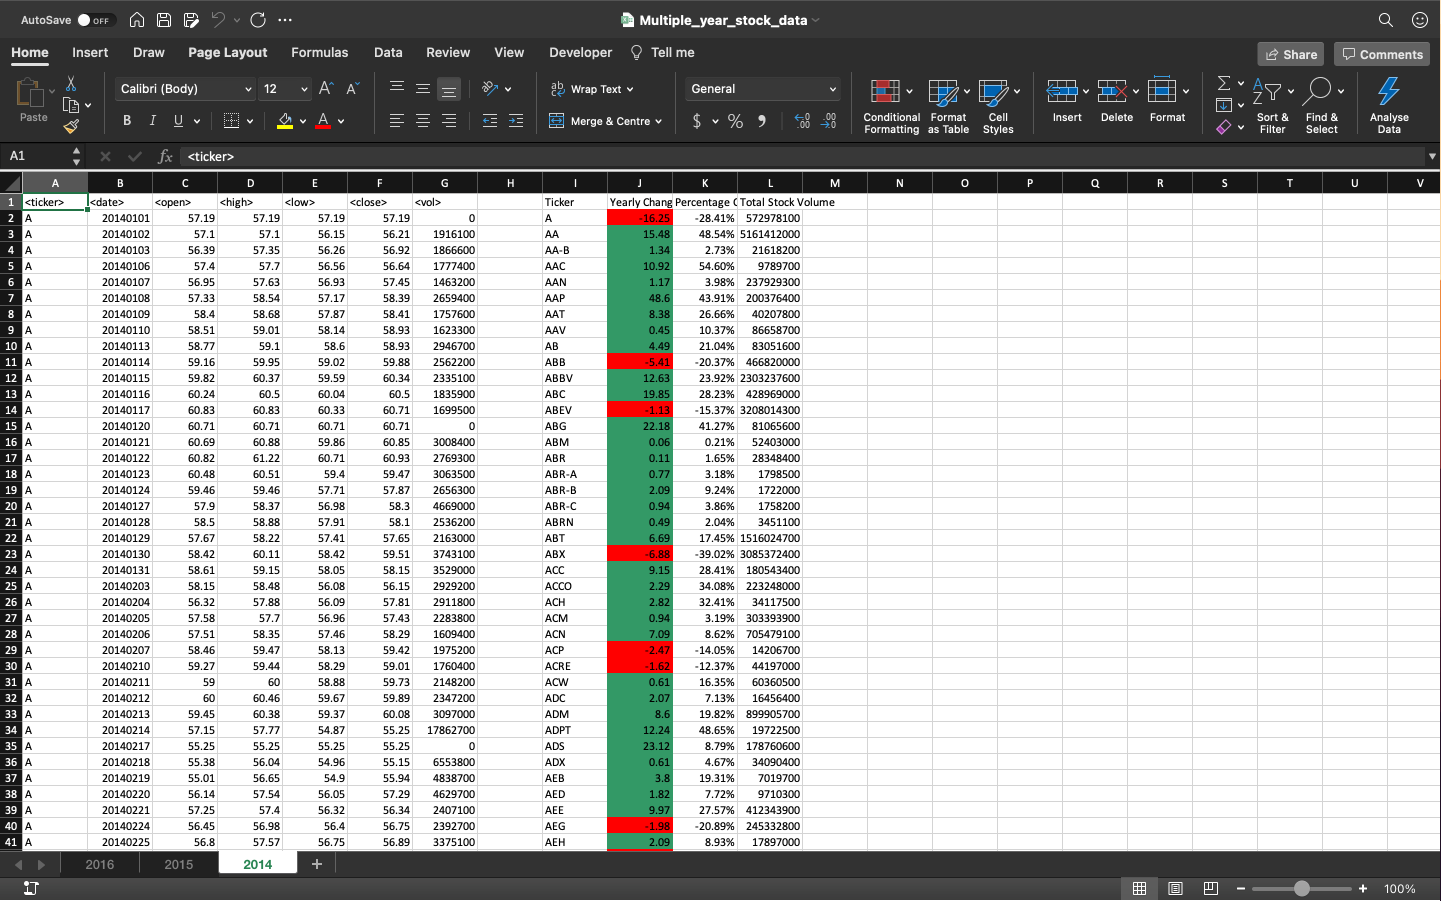 AutoSave OFF
Multiple_year_stock_data
Home Insert Draw Page Layout Formulas Data Review View Developer Tell me Share Comments
Paste
Calibri (Body) 12
B I U
Wrap Text
Merge & Centre
General
$ % 9
Conditional Formatting
Format as Table
Cell Styles
Insert Delete Format
Sort & Filter
Find & Select
Analyse Data
A1 fx <ticker>
A B C D E F G H I J K L M N O P Q R S T U V
1 <ticker> <date> <open> <high> <low> <close> <vol> Ticker Yearly Chang Percentage C Total Stock Volume
2 A 20140101 57.19 57.19 57.19 57.19 0 A -16.25 -28.41% 572978100
3 A 20140102 57.1 57.1 56.15 56.21 1916100 AA 15.48 48.54% 5161412000
4 A 20140103 56.39 57.35 56.26 56.92 1866600 AA-B 1.34 2.73% 21618200
5 A 20140106 57.4 57.7 56.56 56.64 1777400 AAC 10.92 54.60% 9789700
6 A 20140107 56.95 57.63 56.93 57.45 1463200 AAN 1.17 3.98% 237929300
7 A 20140108 57.33 58.54 57.17 58.39 2659400 AAP 48.6 43.91% 200376400
8 A 20140109 58.4 58.68 57.87 58.41 1757600 AAT 8.38 26.66% 40207800
9 A 20140110 58.51 59.01 58.14 58.93 1623300 AAV 0.45 10.37% 86658700
10 A 20140113 58.77 59.1 58.6 58.93 2946700 AB 4.49 21.04% 83051600
11 A 20140114 59.16 59.95 59.02 59.88 2562200 ABB -5.41 -20.37% 466820000
12 A 20140115 59.82 60.37 59.59 60.34 2335100 ABBV 12.63 23.92% 2303237600
13 A 20140116 60.24 60.5 60.04 60.5 1835900 ABC 19.85 28.23% 428969000
14 A 20140117 60.83 60.83 60.33 60.71 1699500 ABEV -1.13 -15.37% 3208014300
15 A 20140120 60.71 60.71 60.71 60.71 0 ABG 22.18 41.27% 81065600
16 A 20140121 60.69 60.88 59.86 60.85 3008400 ABM 0.06 0.21% 52403000
17 A 20140122 60.82 61.22 60.71 60.93 2769300 ABR 0.11 1.65% 28348400
18 A 20140123 60.48 60.51 59.4 59.47 3063500 ABR-A 0.77 3.18% 1798500
19 A 20140124 59.46 59.46 57.71 57.87 2656300 ABR-B 2.09 9.24% 1722000
20 A 20140127 57.9 58.37 56.98 58.3 4669000 ABR-C 0.94 3.86% 1758200
21 A 20140128 58.5 58.88 57.91 58.1 2536200 ABRN 0.49 2.04% 3451100
22 A 20140129 57.67 58.22 57.41 57.65 2163000 ABT 6.69 17.45% 1516024700
23 A 20140130 58.42 60.11 58.42 59.51 3743100 ABX -6.88 -39.02% 3085372400
24 A 20140131 58.61 59.15 58.05 58.15 3529000 ACC 9.15 28.41% 180543400
25 A 20140203 58.15 58.48 56.08 56.15 2929200 ACCO 2.29 34.08% 223248000
26 A 20140204 56.32 57.88 56.09 57.81 2911800 ACH 2.82 32.41% 34117500
27 A 20140205 57.58 57.7 56.96 57.43 2283800 ACM 0.94 3.19% 303393900
28 A 20140206 57.51 58.35 57.46 58.29 1609400 ACN 7.09 8.62% 705479100
29 A 20140207 58.46 59.47 58.13 59.42 1975200 ACP -2.47 -14.05% 14206700
30 A 20140210 59.27 59.44 58.29 59.01 1760400 ACRE -1.62 -12.37% 44197000
31 A 20140211 59 60 58.88 59.73 2148200 ACW 0.61 16.35% 60360500
32 A 20140212 60 60.46 59.67 59.89 2347200 ADC 2.07 7.13% 16456400
33 A 20140213 59.45 60.38 59.37 60.08 3097000 ADM 8.6 19.82% 899905700
34 A 20140214 57.15 57.77 54.87 55.25 17862700 ADPT 12.24 48.65% 19722500
35 A 20140217 55.25 55.25 55.25 55.25 0 ADS 23.12 8.79% 178760600
36 A 20140218 55.38 56.04 54.96 55.15 6553800 ADX 0.61 4.67% 34090400
37 A 20140219 55.01 56.65 54.9 55.94 4838700 AEB 3.8 19.31% 7019700
38 A 20140220 56.14 57.54 56.05 57.29 4629700 AED 1.82 7.72% 9710300
39 A 20140221 57.25 57.4 56.32 56.34 2407100 AEE 9.97 27.57% 412343900
40 A 20140224 56.45 56.98 56.4 56.75 2392700 AEG -1.98 -20.89% 245332800
41 A 20140225 56.8 57.57 56.75 56.89 3375100 AEH 2.09 8.93% 17897000
2016 2015 2014 +
100%